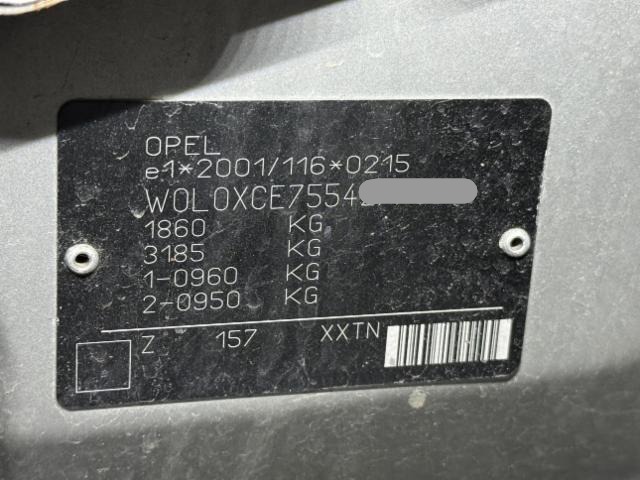 OPEL
e1*2001/116*0215
W0L0XCE7554
1860 KG
3185 KG
1-0960 KG
2-0950 KG
Z 157 XXTN